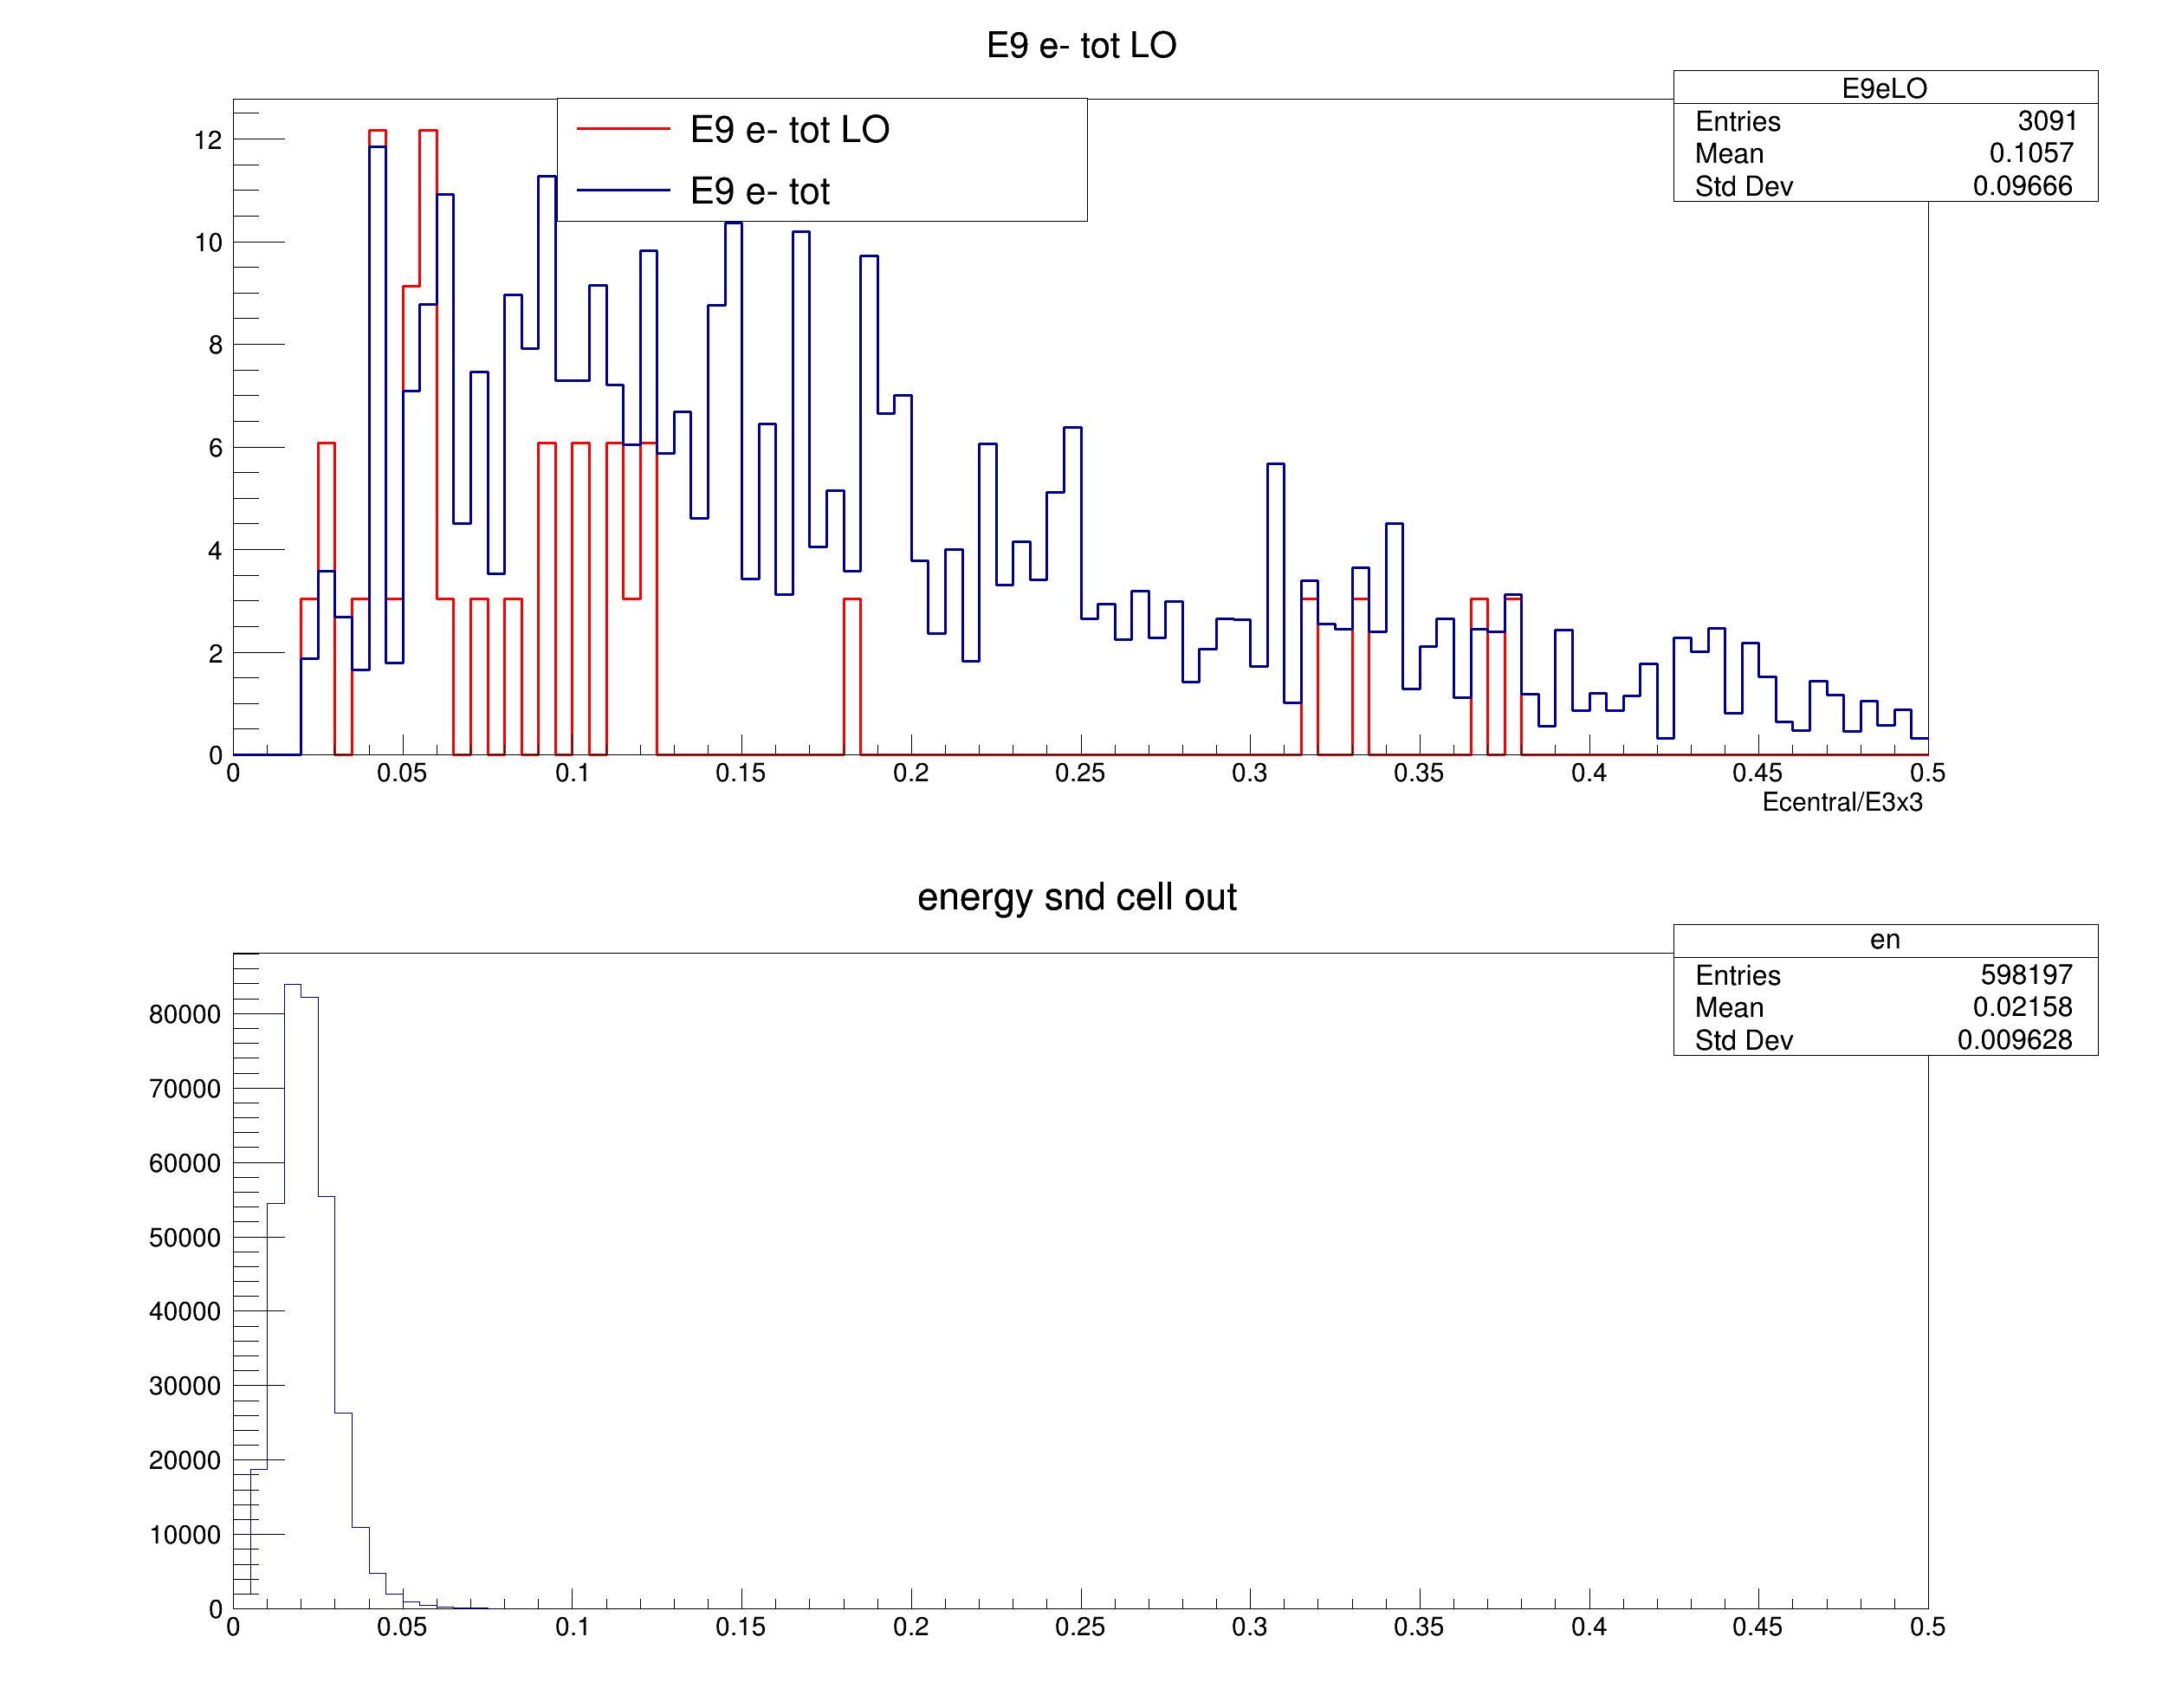 E9 e- tot LO
E9eLO
Entries 3091
Mean 0.1057
Std Dev 0.09666
E9 e- tot LO
E9 e- tot
12
10
8
6
4
2
0
0 0.05 0.1 0.15 0.2 0.25 0.3 0.35 0.4 0.45 0.5
Ecentral/E3x3
energy snd cell out
en
Entries 598197
Mean 0.02158
Std Dev 0.009628
80000
70000
60000
50000
40000
30000
20000
10000
0
0 0.05 0.1 0.15 0.2 0.25 0.3 0.35 0.4 0.45 0.5